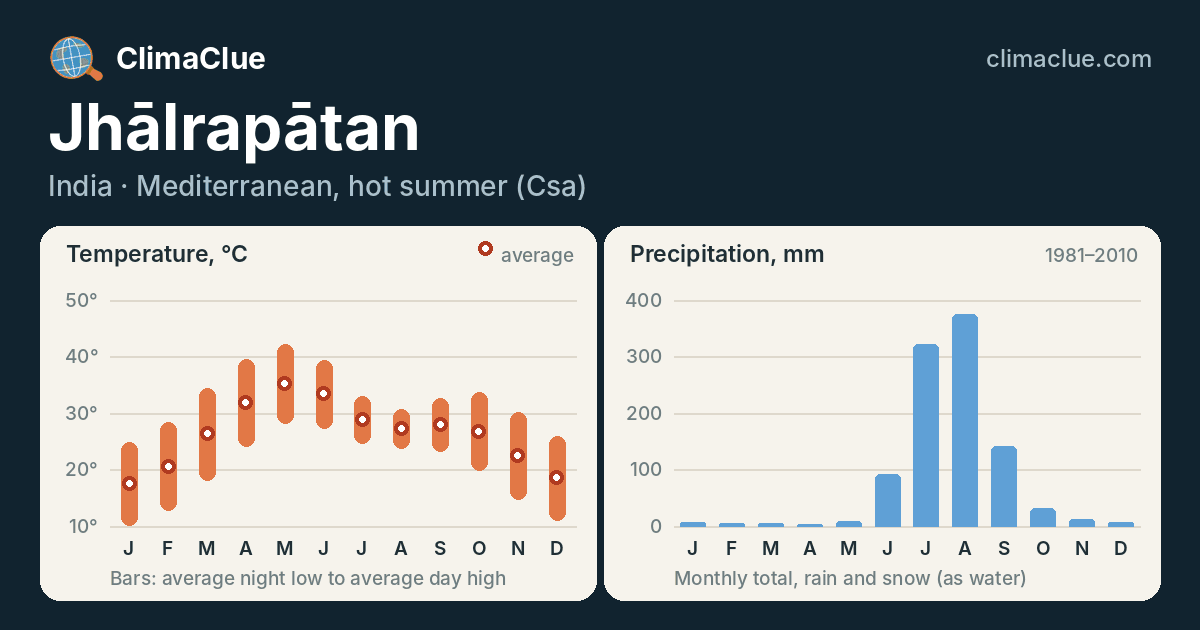 ClimaClue
climaclue.com
Jhālrapātan
India · Mediterranean, hot summer (Csa)
Temperature, °C
average
50°
40°
30°
20°
10°
J F M A M J J A S O N D
Bars: average night low to average day high
Precipitation, mm
1981–2010
400
300
200
100
0
J F M A M J J A S O N D
Monthly total, rain and snow (as water)